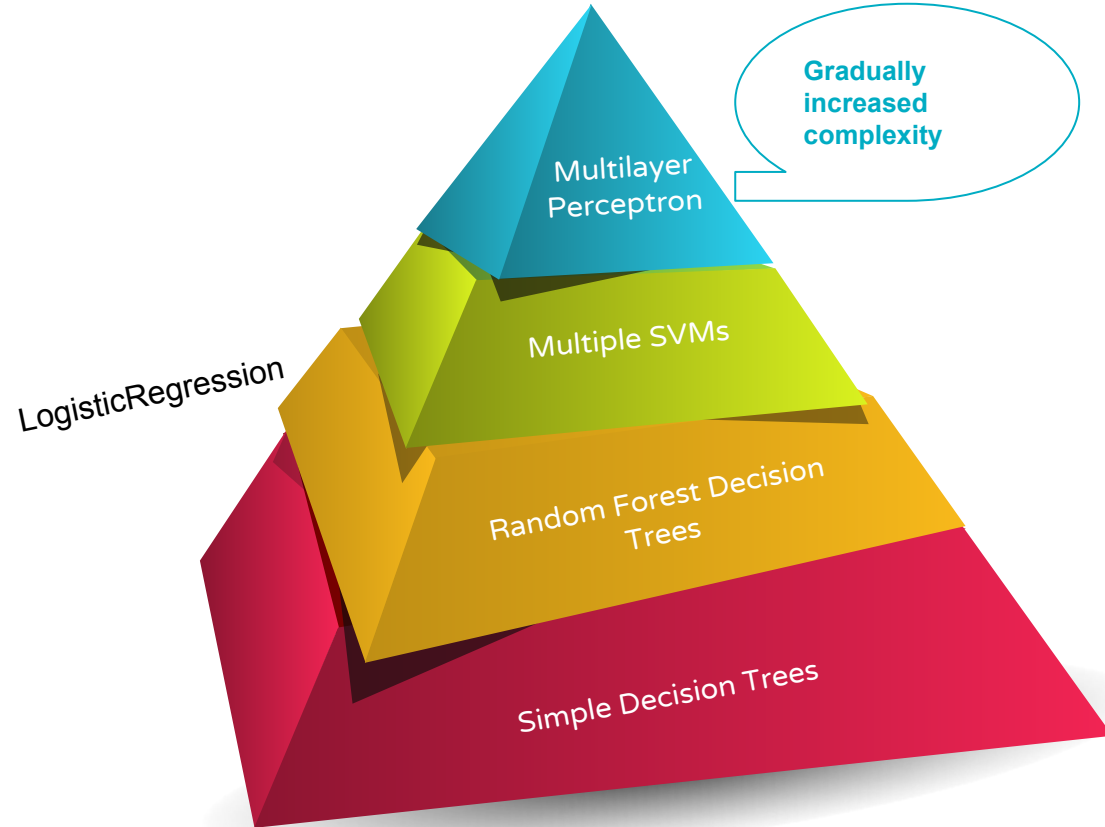 Gradually
increased
complexity
Multilayer
Perceptron
Multiple SVMs
LogisticRegression
Random Forest Decision
Trees
Simple Decision Trees